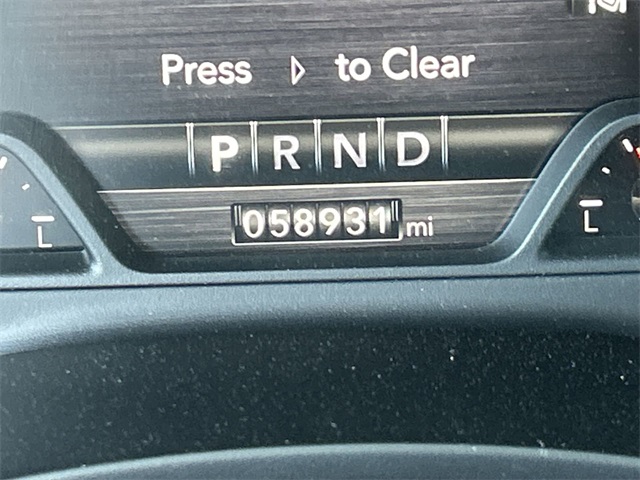 Press ▷ to Clear
P R N D
058931 mi
L
L